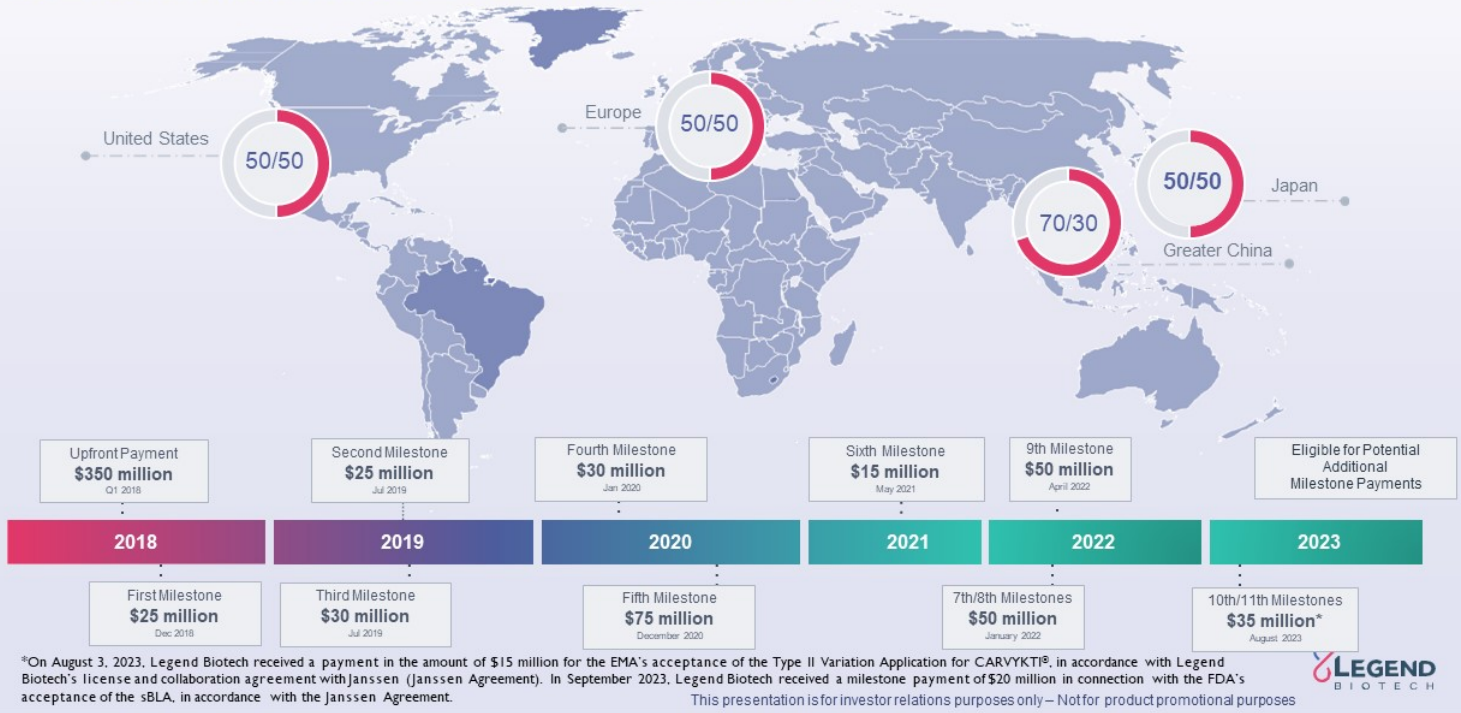 United States
50/50
Europe
50/50
50/50
Japan
70/30
Greater China
Upfront Payment
$350 million
Q1 2018
Second Milestone
$25 million
Jul 2019
Fourth Milestone
$30 million
Jan 2020
Sixth Milestone
$15 million
May 2021
9th Milestone
$50 million
April 2022
Eligible for Potential
Additional
Milestone Payments
2018
2019
2020
2021
2022
2023
First Milestone
$25 million
Dec 2018
Third Milestone
$30 million
Jul 2019
Fifth Milestone
$75 million
December 2020
7th/8th Milestones
$50 million
January 2022
10th/11th Milestones
$35 million*
August 2023
*On August 3, 2023, Legend Biotech received a payment in the amount of $15 million for the EMA's acceptance of the Type II Variation Application for CARVYKTI®, in accordance with Legend
Biotech's license and collaboration agreement with Janssen (Janssen Agreement). In September 2023, Legend Biotech received a milestone payment of $20 million in connection with the FDA's
acceptance of the sBLA, in accordance with the Janssen Agreement.
This presentation is for investor relations purposes only – Not for product promotional purposes
LEGEND
BIOTECH